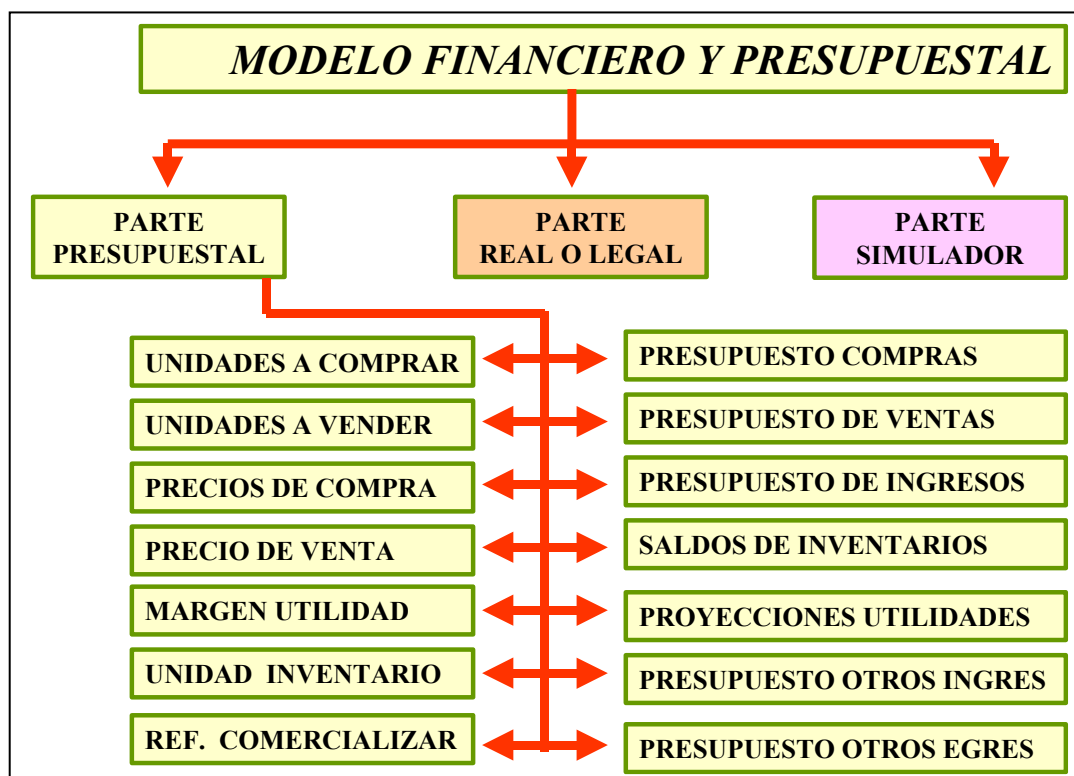 MODELO FINANCIERO Y PRESUPUESTAL
PARTE
PRESUPUESTAL
PARTE
REAL O LEGAL
PARTE
SIMULADOR
UNIDADES A COMPRAR
PRESUPUESTO COMPRAS
UNIDADES A VENDER
PRESUPUESTO DE VENTAS
PRECIOS DE COMPRA
PRESUPUESTO DE INGRESOS
PRECIO DE VENTA
SALDOS DE INVENTARIOS
MARGEN UTILIDAD
PROYECCIONES UTILIDADES
UNIDAD  INVENTARIO
PRESUPUESTO OTROS INGRES
REF.  COMERCIALIZAR
PRESUPUESTO OTROS EGRES